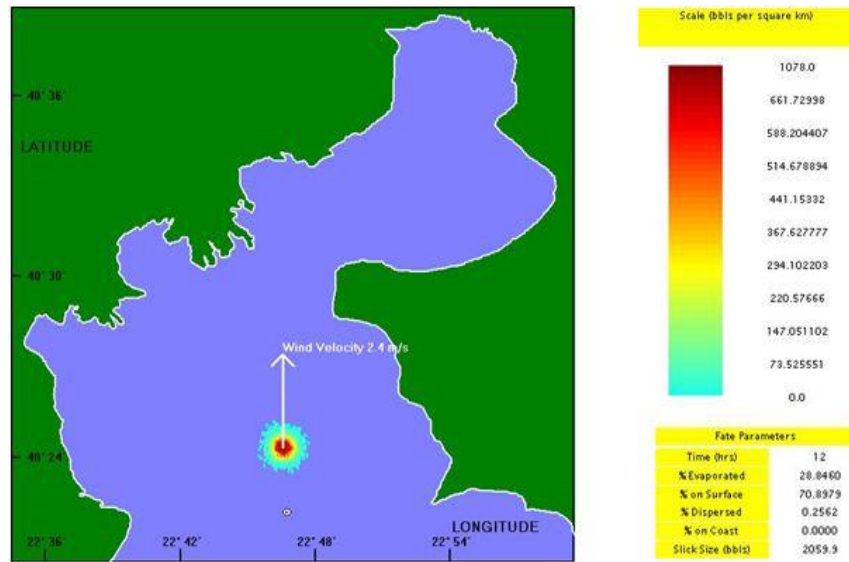 40° 36'
LATITUDE
40° 30'
Wind Velocity 2.4 m/s
40° 24'
LONGITUDE
22° 36'
22° 42'
22° 48'
22° 54'
Scale (bbls per square km)
1078.0
661.72998
588.204407
514.678894
441.15332
367.627777
294.102203
220.57666
147.051102
73.525551
0.0
Fate Parameters
Time (hrs) 12
% Evaporated 28.8460
% on Surface 70.8979
% Dispersed 0.2562
% on Coast 0.0000
Slick Size (bbls) 2059.9